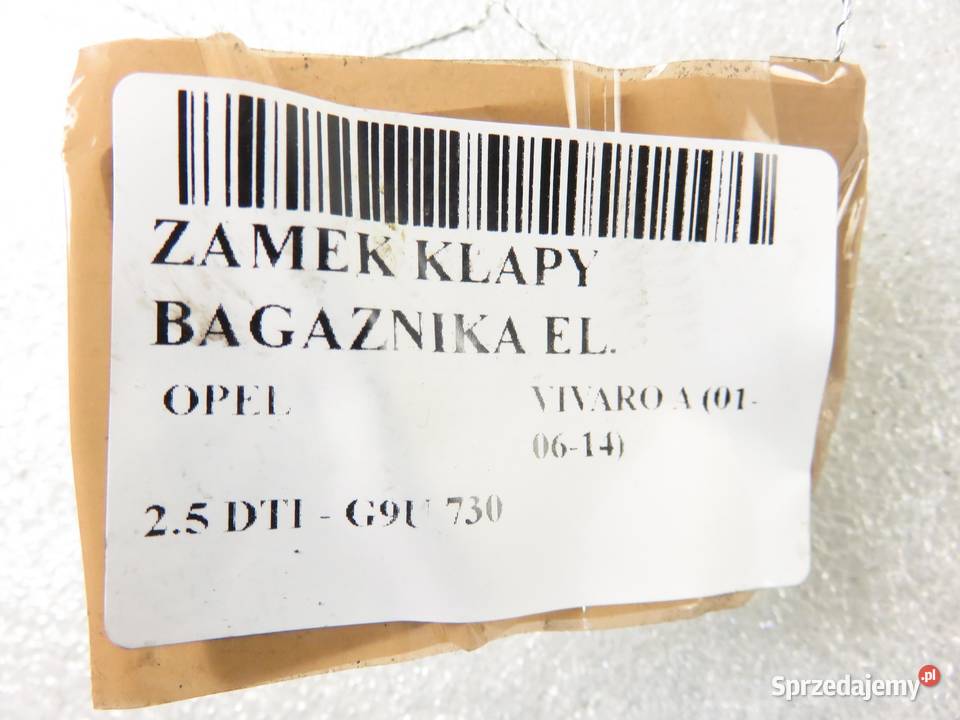 ZAMEK KLAPY
BAGAZNIKA EL.
OPEL VIVARO A (01-
06-14)
2.5 DTI - G9U 730
Sprzedajemy.pl